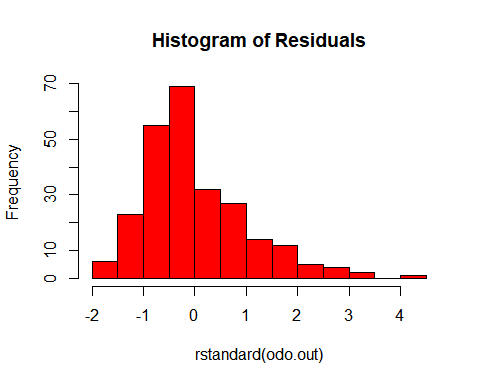 Histogram of Residuals
Frequency
70
50
30
10
0
-2 -1 0 1 2 3 4
rstandard(odo.out)